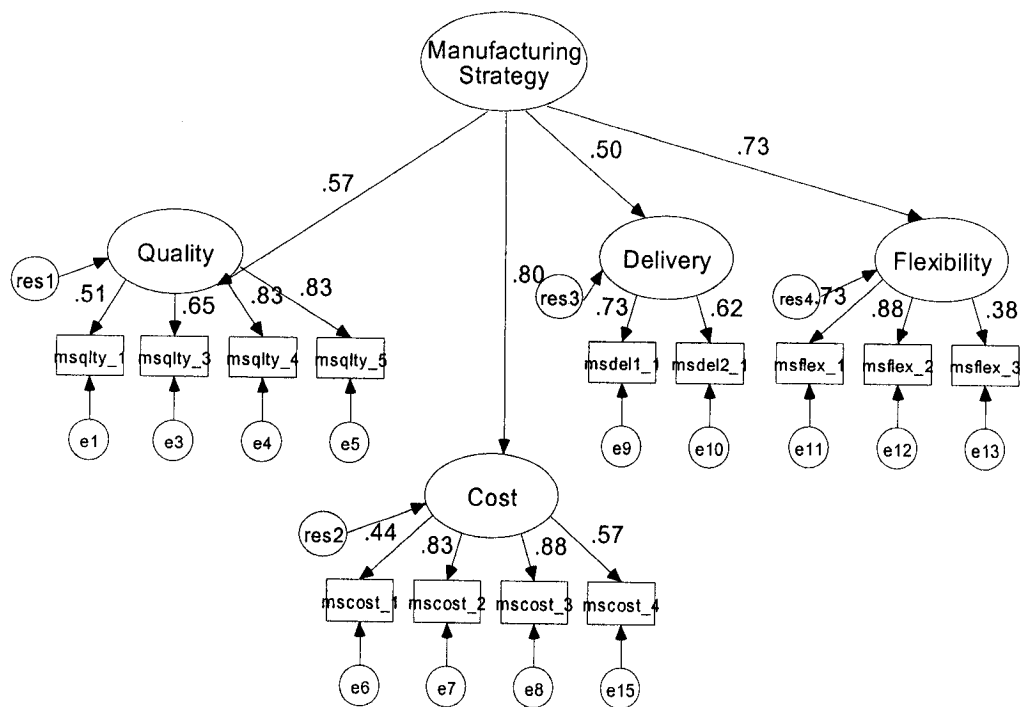 Manufacturing
Strategy
.57
.80
.50
.73
Quality
Delivery
Flexibility
res1
res3
res4
.51
.65
.83
.83
.73
.62
.73
.88
.38
msqlty_1
msqlty_3
msqlty_4
msqlty_5
msdel1_1
msdel2_1
msflex_1
msflex_2
msflex_3
e1
e3
e4
e5
e9
e10
e11
e12
e13
Cost
res2
.44
.83
.88
.57
mscost_1
mscost_2
mscost_3
mscost_4
e6
e7
e8
e15